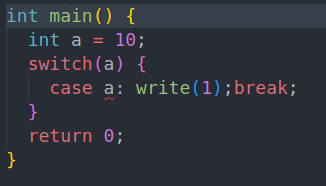 int main() {
  int a = 10;
  switch(a) {
    case a: write(1);break;
  }
  return 0;
}